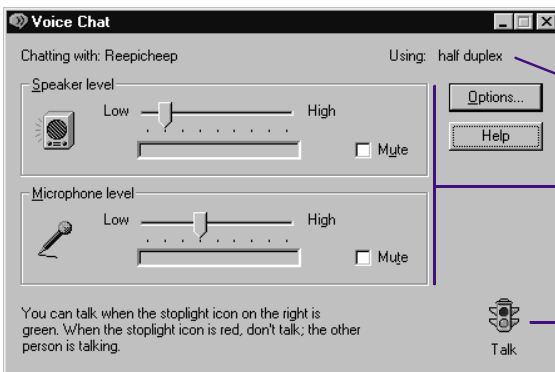 Voice Chat
Chatting with: Reepicheep Using: half duplex
Speaker level
Low High
Mute
Options...
Help
Microphone level
Low High
Mute
You can talk when the stoplight icon on the right is
green. When the stoplight icon is red, don't talk; the other
person is talking.
Talk